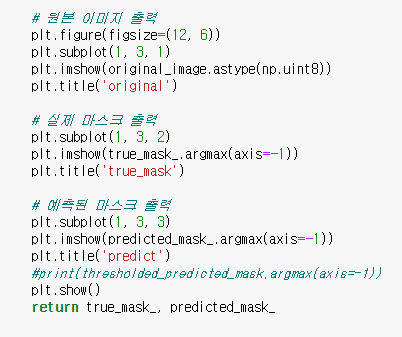 # 원본 이미지 출력
plt.figure(figsize=(12, 6))
plt.subplot(1, 3, 1)
plt.imshow(original_image.astype(np.uint8))
plt.title('original')
# 실제 마스크 출력
plt.subplot(1, 3, 2)
plt.imshow(true_mask_.argmax(axis=-1))
plt.title('true_mask')
# 예측된 마스크 출력
plt.subplot(1, 3, 3)
plt.imshow(predicted_mask_.argmax(axis=-1))
plt.title('predict')
#print(thresholded_predicted_mask.argmax(axis=-1))
plt.show()
return true_mask_, predicted_mask_